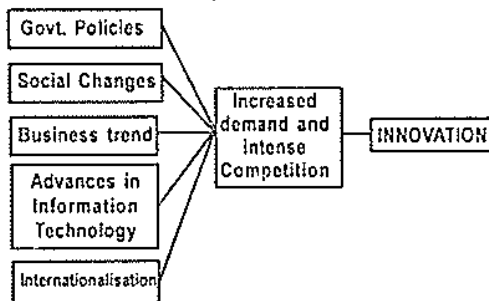 Govt. Policies
Social Changes
Business trend
Advances in
Information
Technology
Internationalisation
Increased
demand and
Intense
Competition
INNOVATION